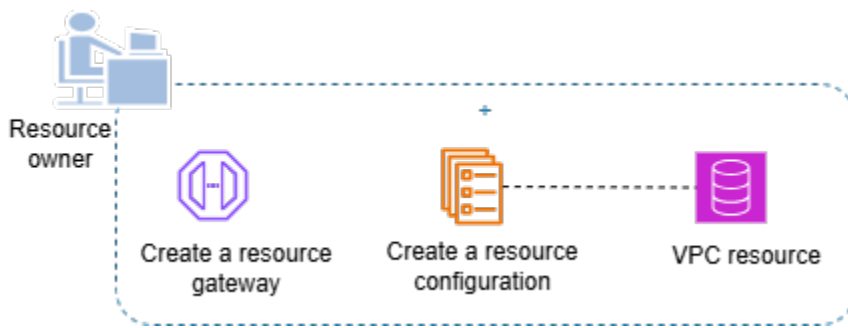 Resource
owner
+
Create a resource
gateway
Create a resource
configuration
VPC resource